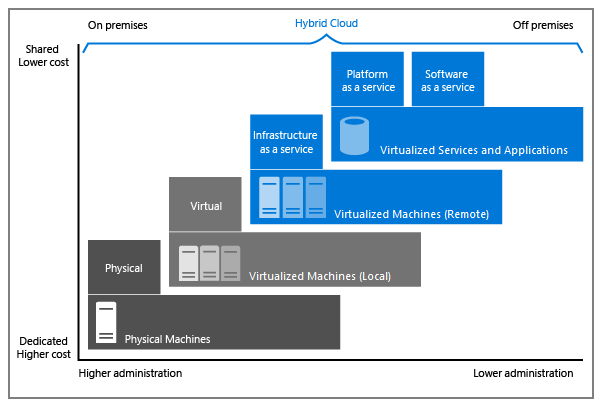 On premises
Hybrid Cloud
Off premises
Shared
Lower cost
Platform
as a service
Software
as a service
Infrastructure
as a service
Virtualized Services and Applications
Virtual
Virtualized Machines (Remote)
Physical
Virtualized Machines (Local)
Physical Machines
Dedicated
Higher cost
Higher administration
Lower administration